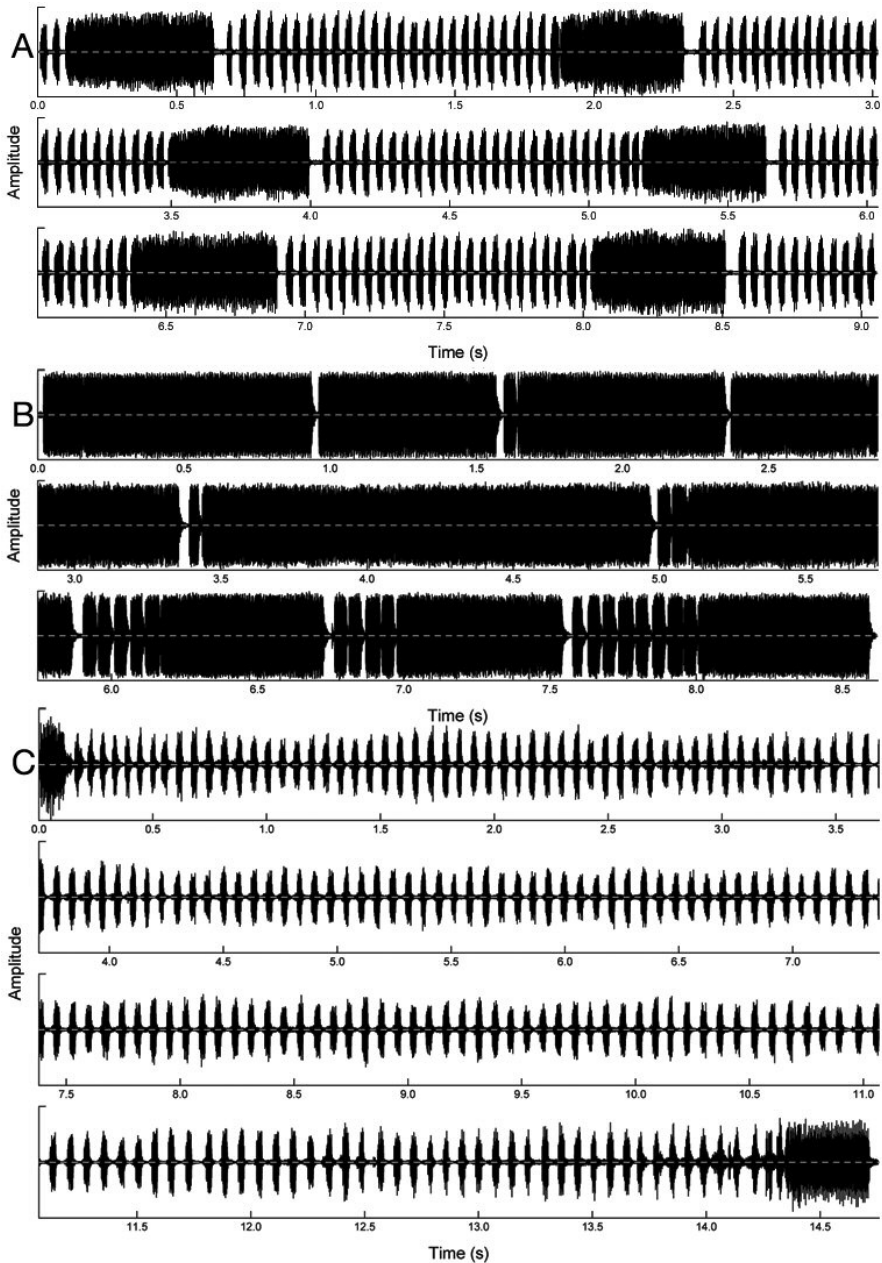 A
0.0 0.5 1.0 1.5 2.0 2.5 3.0
Amplitude
3.5 4.0 4.5 5.0 5.5 6.0
6.5 7.0 7.5 8.0 8.5 9.0
Time (s)
B
0.0 0.5 1.0 1.5 2.0 2.5
Amplitude
3.0 3.5 4.0 4.5 5.0 5.5
6.0 6.5 7.0 7.5 8.0 8.5
Time (s)
C
0.0 0.5 1.0 1.5 2.0 2.5 3.0 3.5
4.0 4.5 5.0 5.5 6.0 6.5 7.0
Amplitude
7.5 8.0 8.5 9.0 9.5 10.0 10.5 11.0
11.5 12.0 12.5 13.0 13.5 14.0 14.5
Time (s)